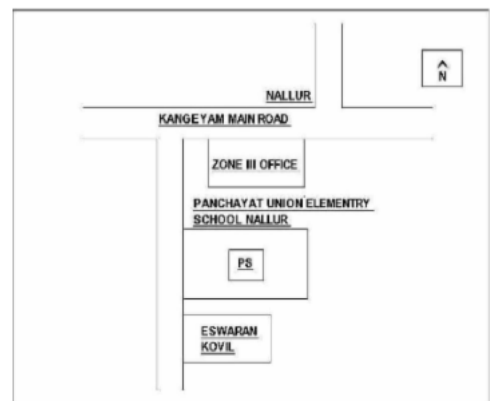 N
NALLUR
KANGEYAM MAIN ROAD
ZONE III OFFICE
PANCHAYAT UNION ELEMENTRY
SCHOOL NALLUR
PS
ESWARAN
KOVIL